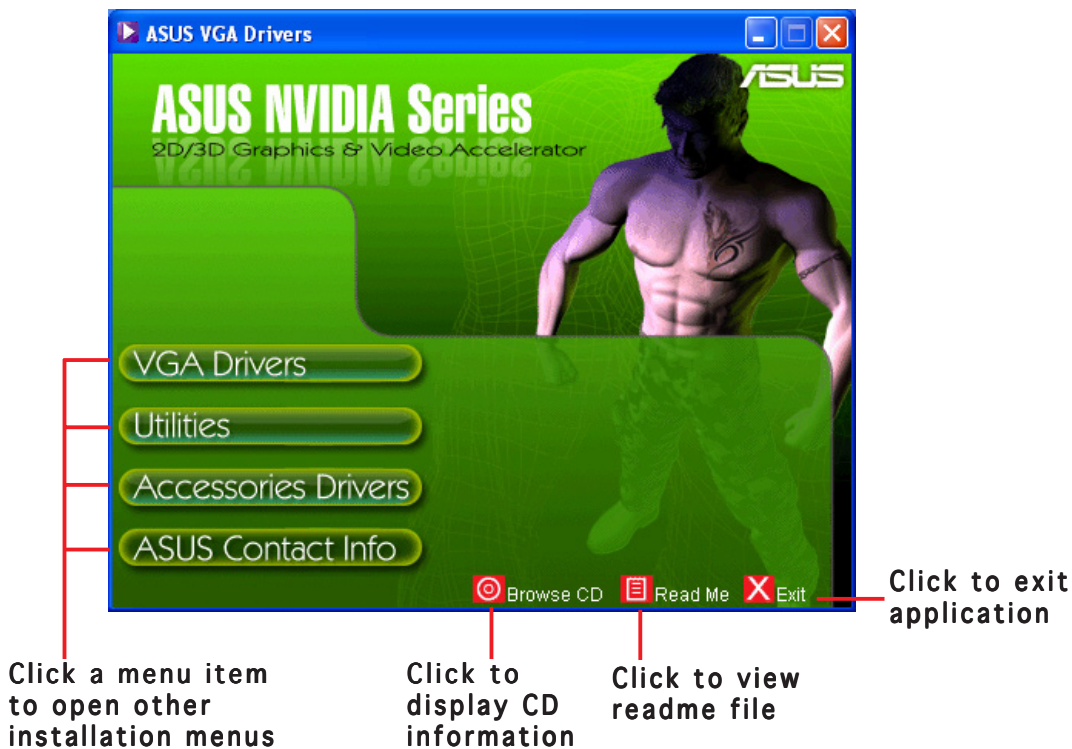 ASUS VGA Drivers
ASUS
ASUS NVIDIA Series
2D/3D Graphics & Video Accelerator
VGA Drivers
Utilities
Accessories Drivers
ASUS Contact Info
Browse CD
Read Me
Exit
Click to exit
application
Click a menu item
to open other
installation menus
Click to
display CD
information
Click to view
readme file